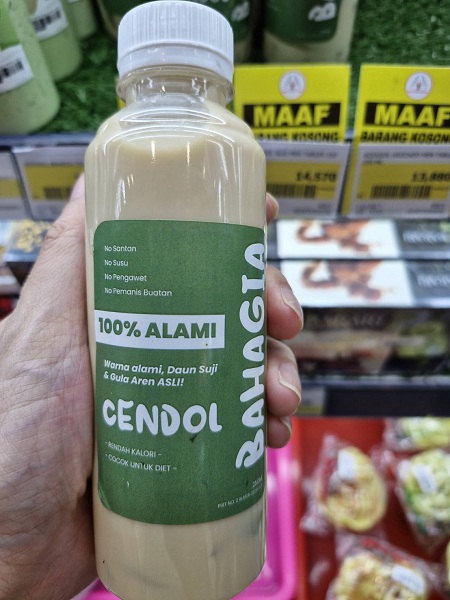 MAAF
BARANG KOSONG
14,570
MAAF
BARANG KOSONG
13,880
No Santan
No Susu
No Pengawet
No Pemanis Buatan
100% ALAMI
Warna alami, Daun Suji
& Gula Aren ASLI!
CENDOL
- RENDAH KALORI -
- COCOK UNTUK DIET -
BAHAGIA